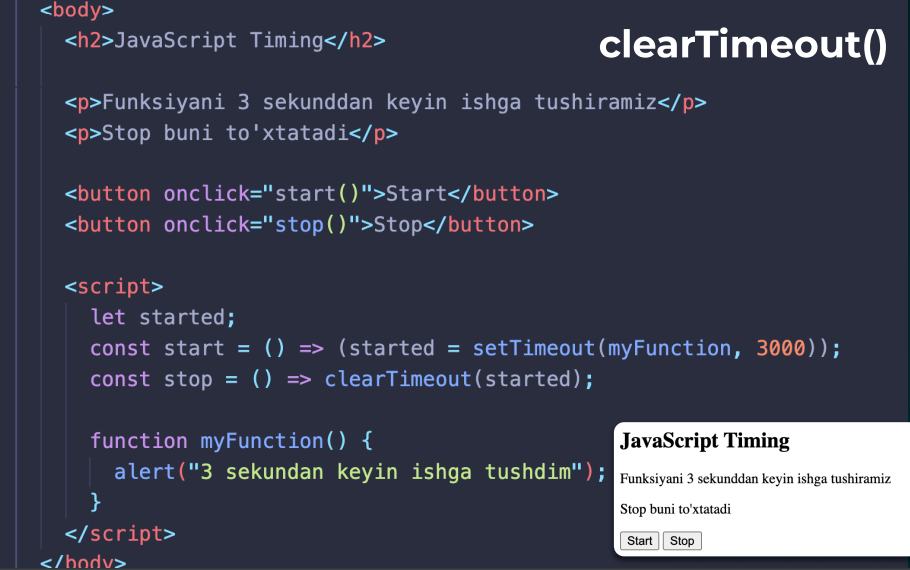 <body>
<h2>JavaScript Timing</h2>
clearTimeout()
<p>Funksiyani 3 sekunddan keyin ishga tushiramiz</p>
<p>Stop buni to'xtatadi</p>
<button onclick="start()">Start</button>
<button onclick="stop()">Stop</button>
<script>
let started;
const start = () => (started = setTimeout(myFunction, 3000));
const stop = () => clearTimeout(started);
function myFunction() {
alert("3 sekundan keyin ishga tushdim");
}
</script>
</body>
JavaScript Timing
Funksiyani 3 sekunddan keyin ishga tushiramiz
Stop buni to'xtatadi
Start Stop